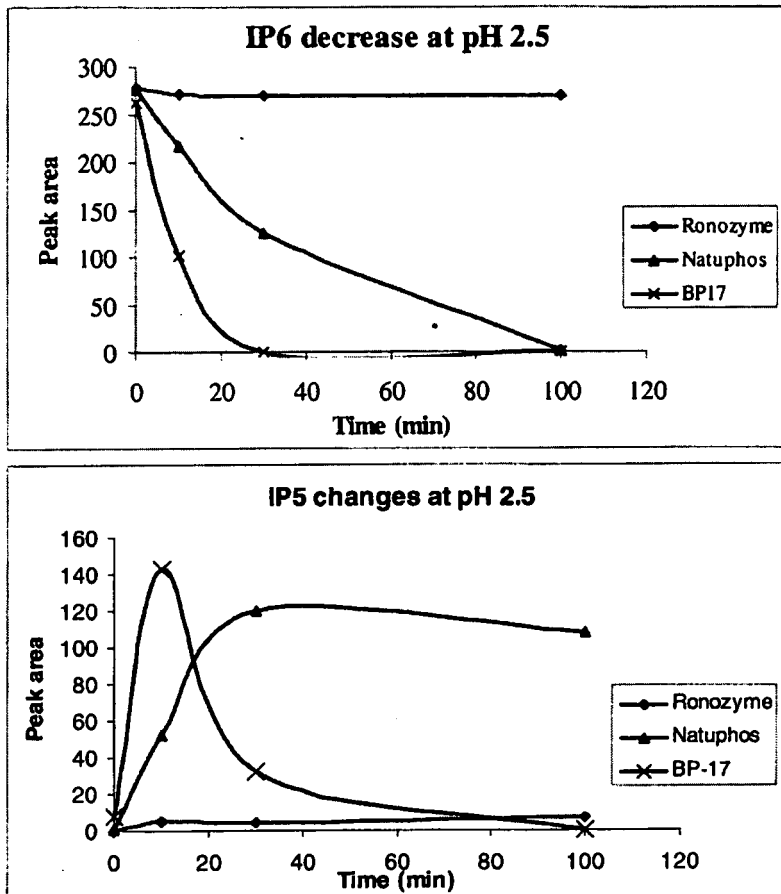 IP6 decrease at pH 2.5
300
250
200
150
100
50
0
Peak area
0 20 40 60 80 100 120
Time (min)
Ronozyme
Natuphos
BP17
IP5 changes at pH 2.5
160
140
120
100
80
60
40
20
0
Peak area
0 20 40 60 80 100 120
Time (min)
Ronozyme
Natuphos
BP-17